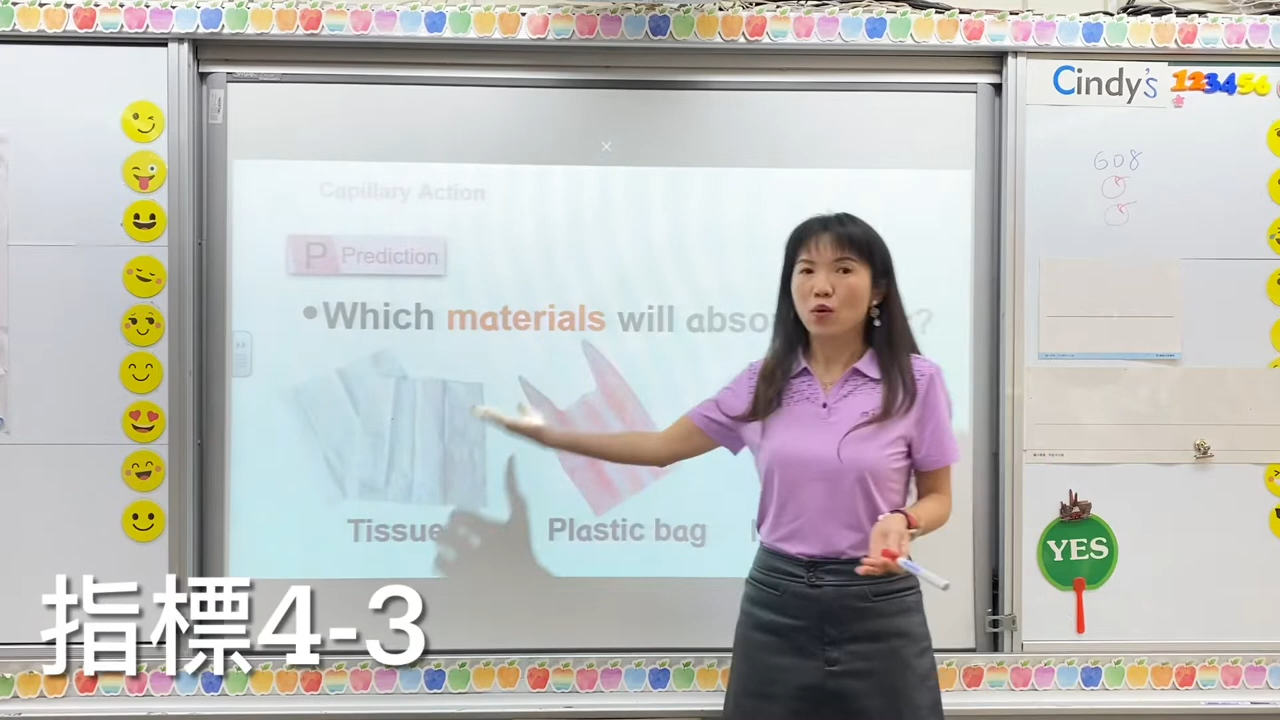 Cindy's 123456
608
Capillary Action
P Prediction
•Which materials will abso ?
Tissue
Plastic bag
YES
指標4-3